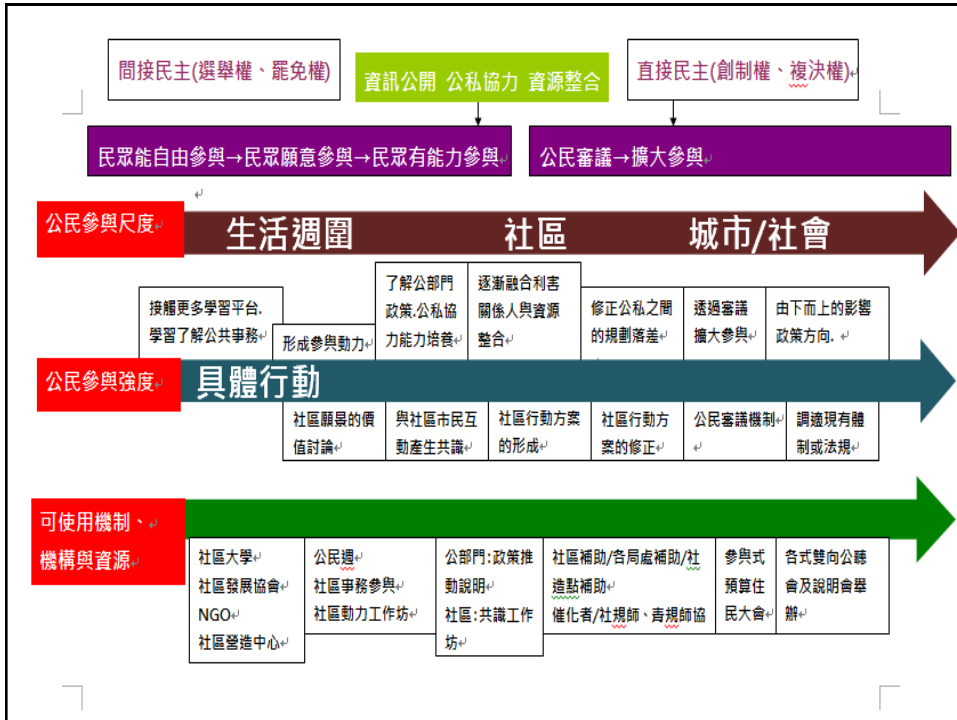 間接民主(選舉權、罷免權)
資訊公開 公私協力 資源整合
直接民主(創制權、複決權)
民眾能自由參與→民眾願意參與→民眾有能力參與
公民審議→擴大參與
公民參與尺度
生活週圍
社區
城市/社會
接觸更多學習平台.
學習了解公共事務
形成參與動力
了解公部門
政策.公私協
力能力培養
逐漸融合利害
關係人與資源
整合
修正公私之間
的規劃落差
透過審議
擴大參與
由下而上的影響
政策方向.
公民參與強度
具體行動
社區願景的價
值討論
與社區市民互
動產生共識
社區行動方案
的形成
社區行動方
案的修正
公民審議機制
調適現有體
制或法規
可使用機制、
機構與資源
社區大學
社區發展協會
NGO
社區營造中心
公民週
社區事務參與
社區動力工作坊
公部門:政策推
動說明
社區:共識工作
坊
社區補助/各局處補助/社
造點補助
催化者/社規師、青規師協
參與式
預算住
民大會
各式雙向公聽
會及說明會舉
辦